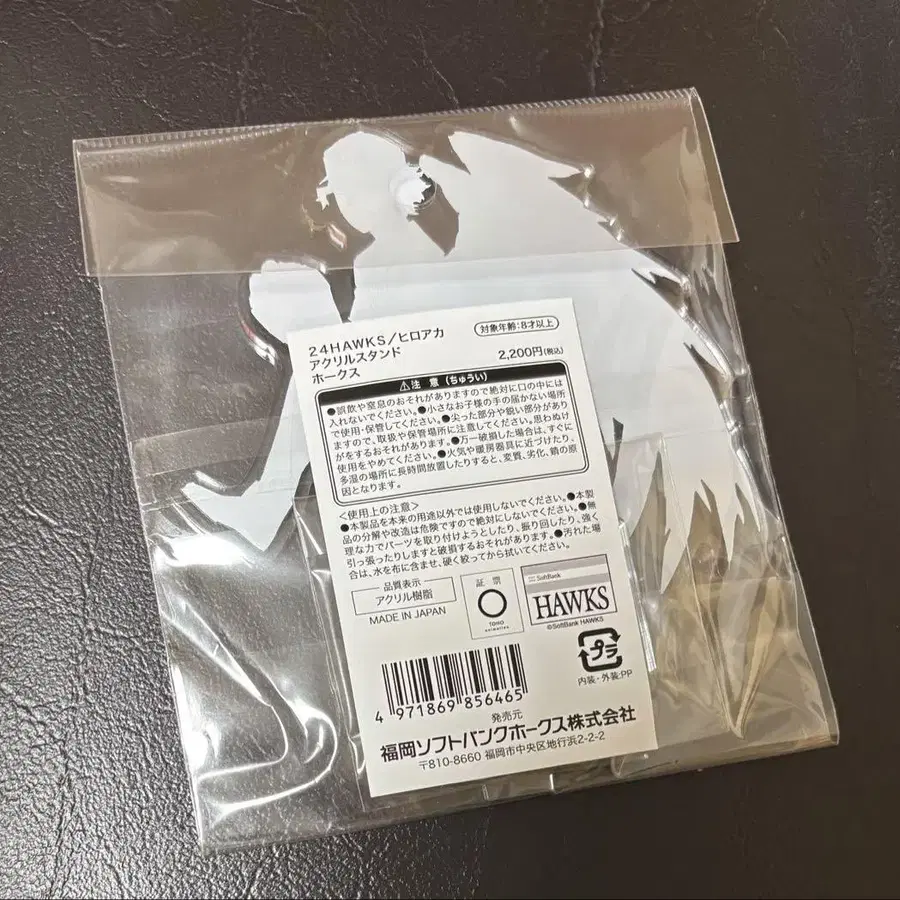 24HAWKS/ヒロアカ
アクリルスタンド
ホークス
対象年齢:8才以上
2,200円(税込)
⚠注 意(ちゅうい)
●誤飲や窒息のおそれがありますので絶対に口の中には
入れないでください。●小さなお子様の手の届かない場所
で使用・保管してください。●尖った部分や鋭い部分があり
ますので、取扱や保管場所に注意してください。思わぬけ
がをするおそれがあります。●万一破損した場合は、すぐに
使用をやめてください。●火気や暖房器具に近づけたり、
多湿の場所に長時間放置したりすると、変質、劣化、錆の原
因となります。
<使用上の注意>
●本製品を本来の用途以外では使用しないでください。●本製
品の分解や改造は危険ですので絶対にしないでください。●無
理な力でパーツを取り付けようとしたり、振り回したり、強く
引っ張ったりしますと破損するおそれがあります。●汚れた場
合は、水を布に含ませ、硬く絞ってから拭いてください。
品質表示
アクリル樹脂
MADE IN JAPAN
証 票
TOHO
animation
SoftBank
HAWKS
©SoftBank HAWKS
プラ
内装・外装:PP
4 971869 856465
発売元
福岡ソフトバンクホークス株式会社
〒810-8660 福岡市中央区地行浜2-2-2